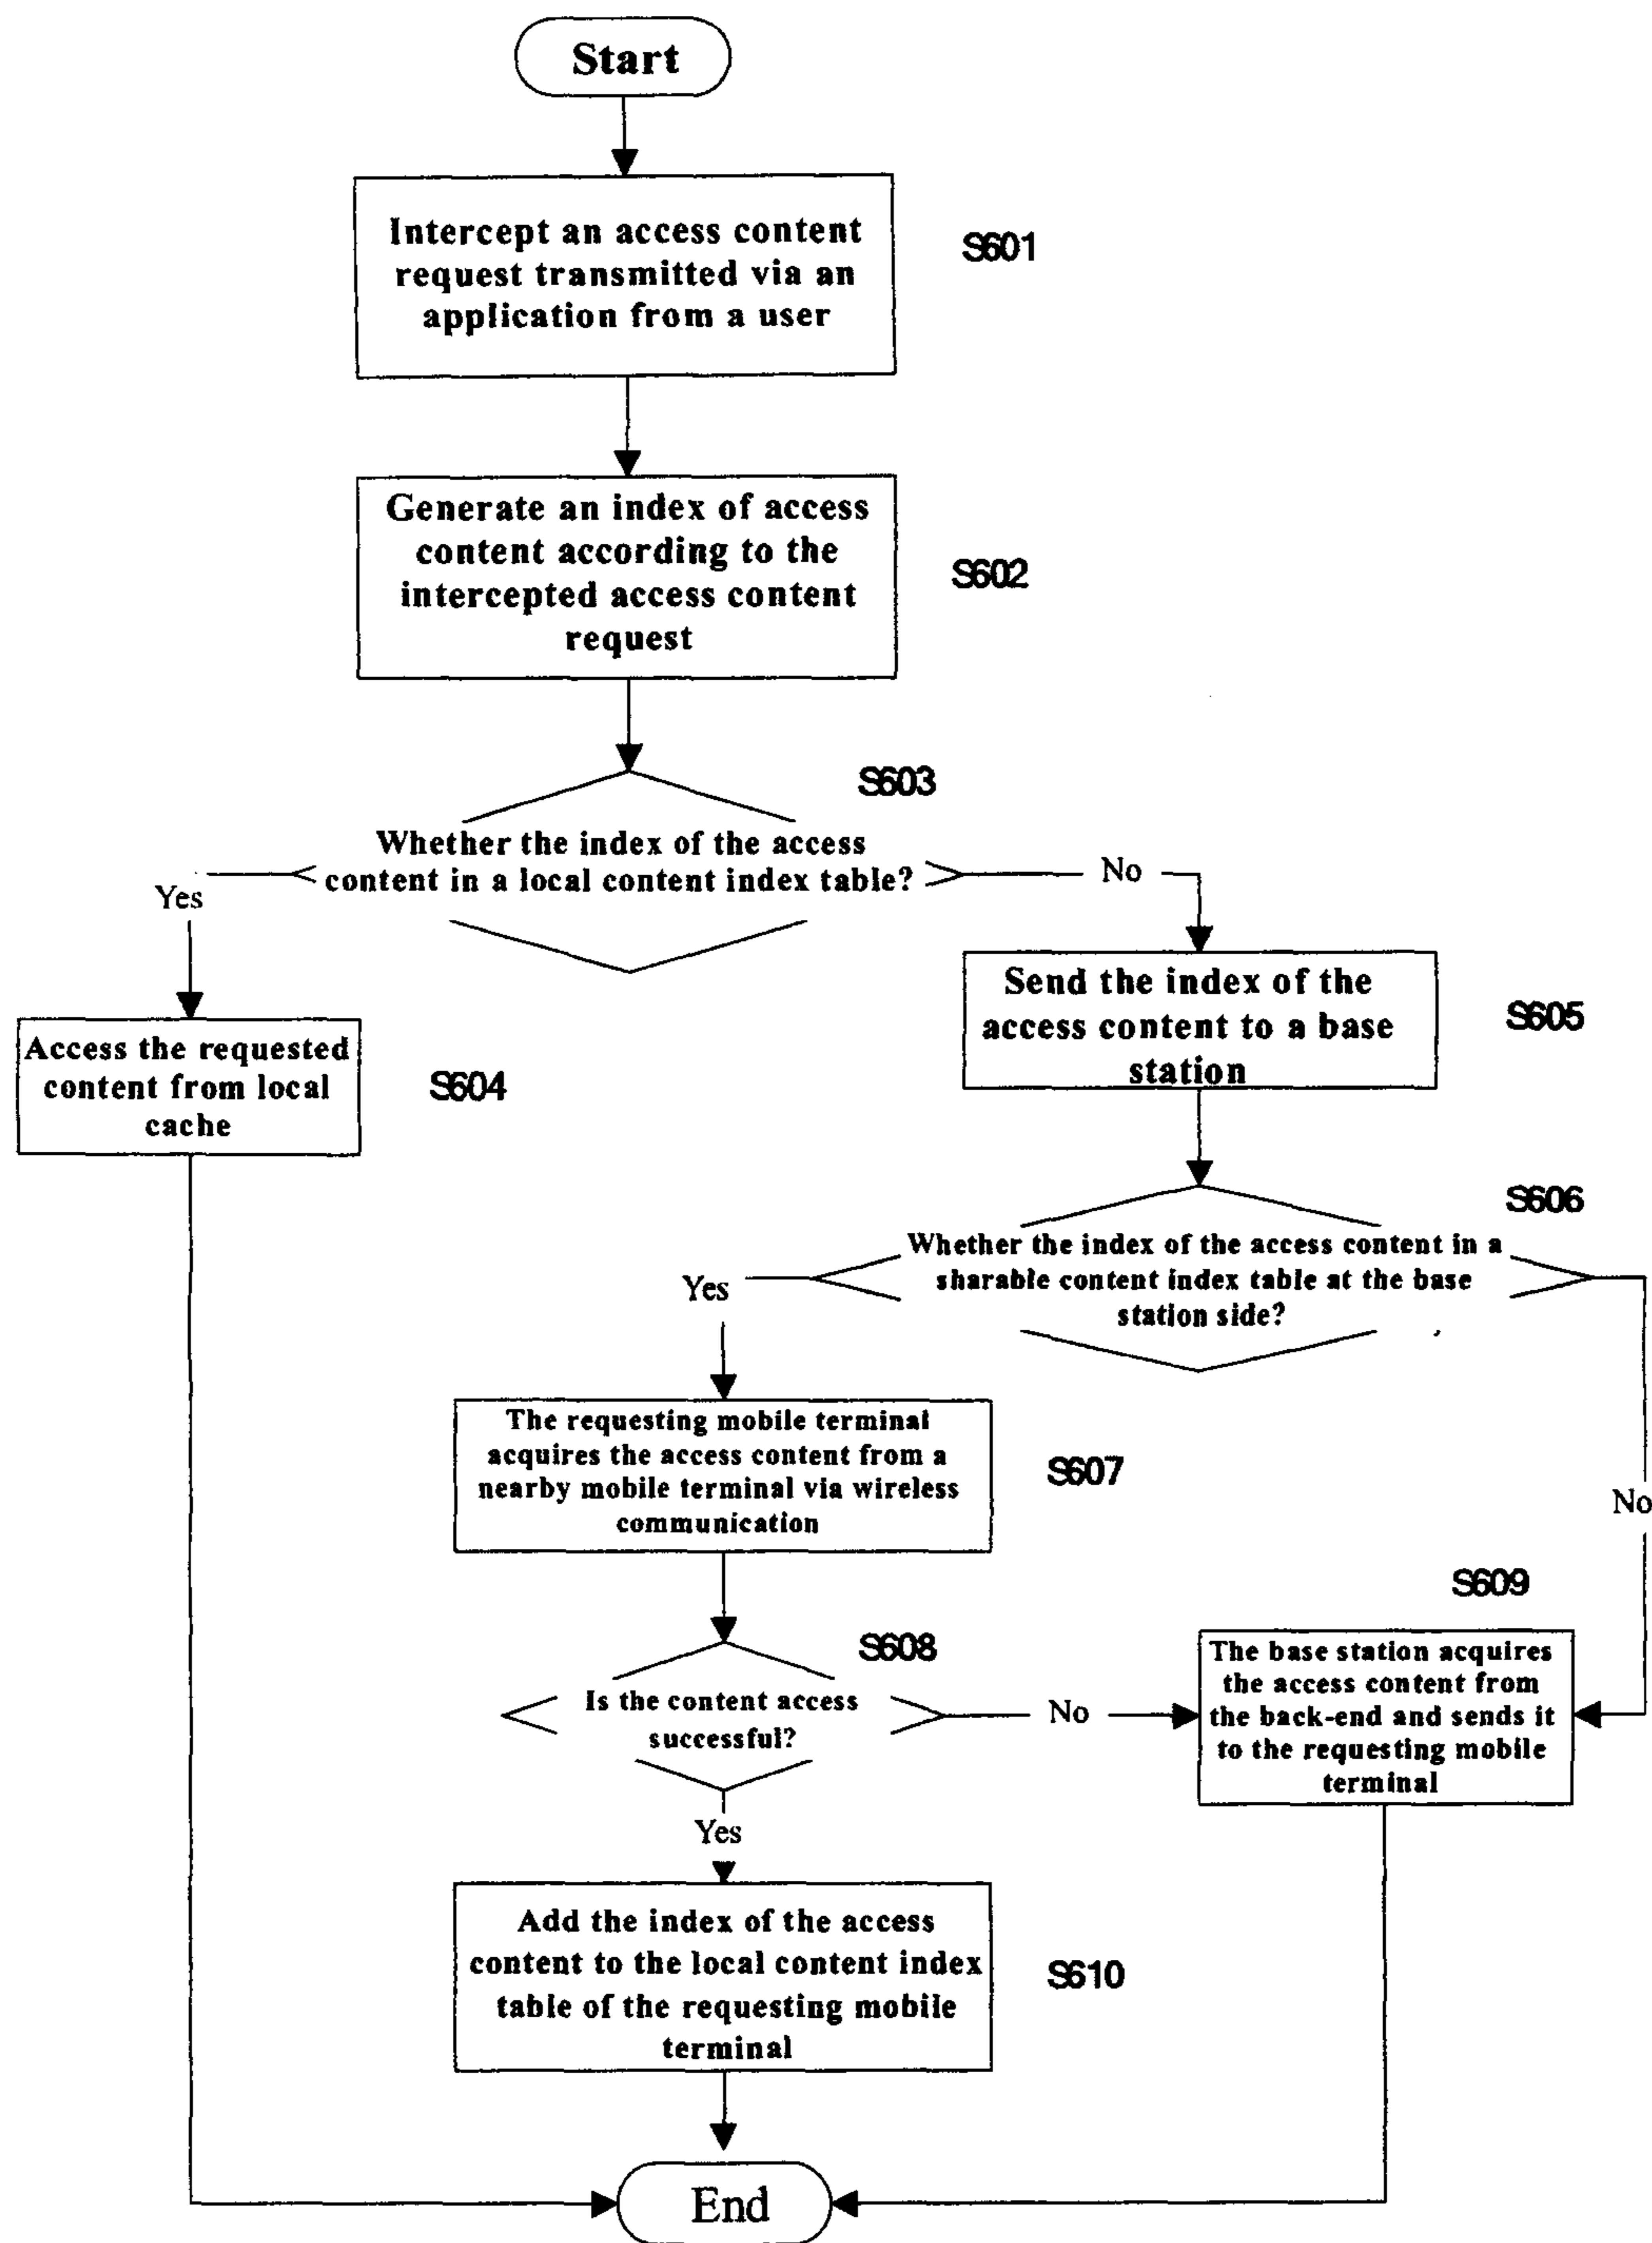 Start
Intercept an access content
request transmitted via an
application from a user
S601
Generate an index of access
content according to the
intercepted access content
request
S602
S603
Whether the index of the access
content in a local content index table?
Yes
No
Send the index of the
access content to a base
station
S605
Access the requested
content from local
cache
S604
S606
Whether the index of the access content in a
sharable content index table at the base
station side?
Yes
No
The requesting mobile terminal
acquires the access content from a
nearby mobile terminal via wireless
communication
S607
S609
The base station acquires
the access content from
the back-end and sends it
to the requesting mobile
terminal
S608
Is the content access
successful?
No
Yes
Add the index of the access
content to the local content index
table of the requesting mobile
terminal
S610
End